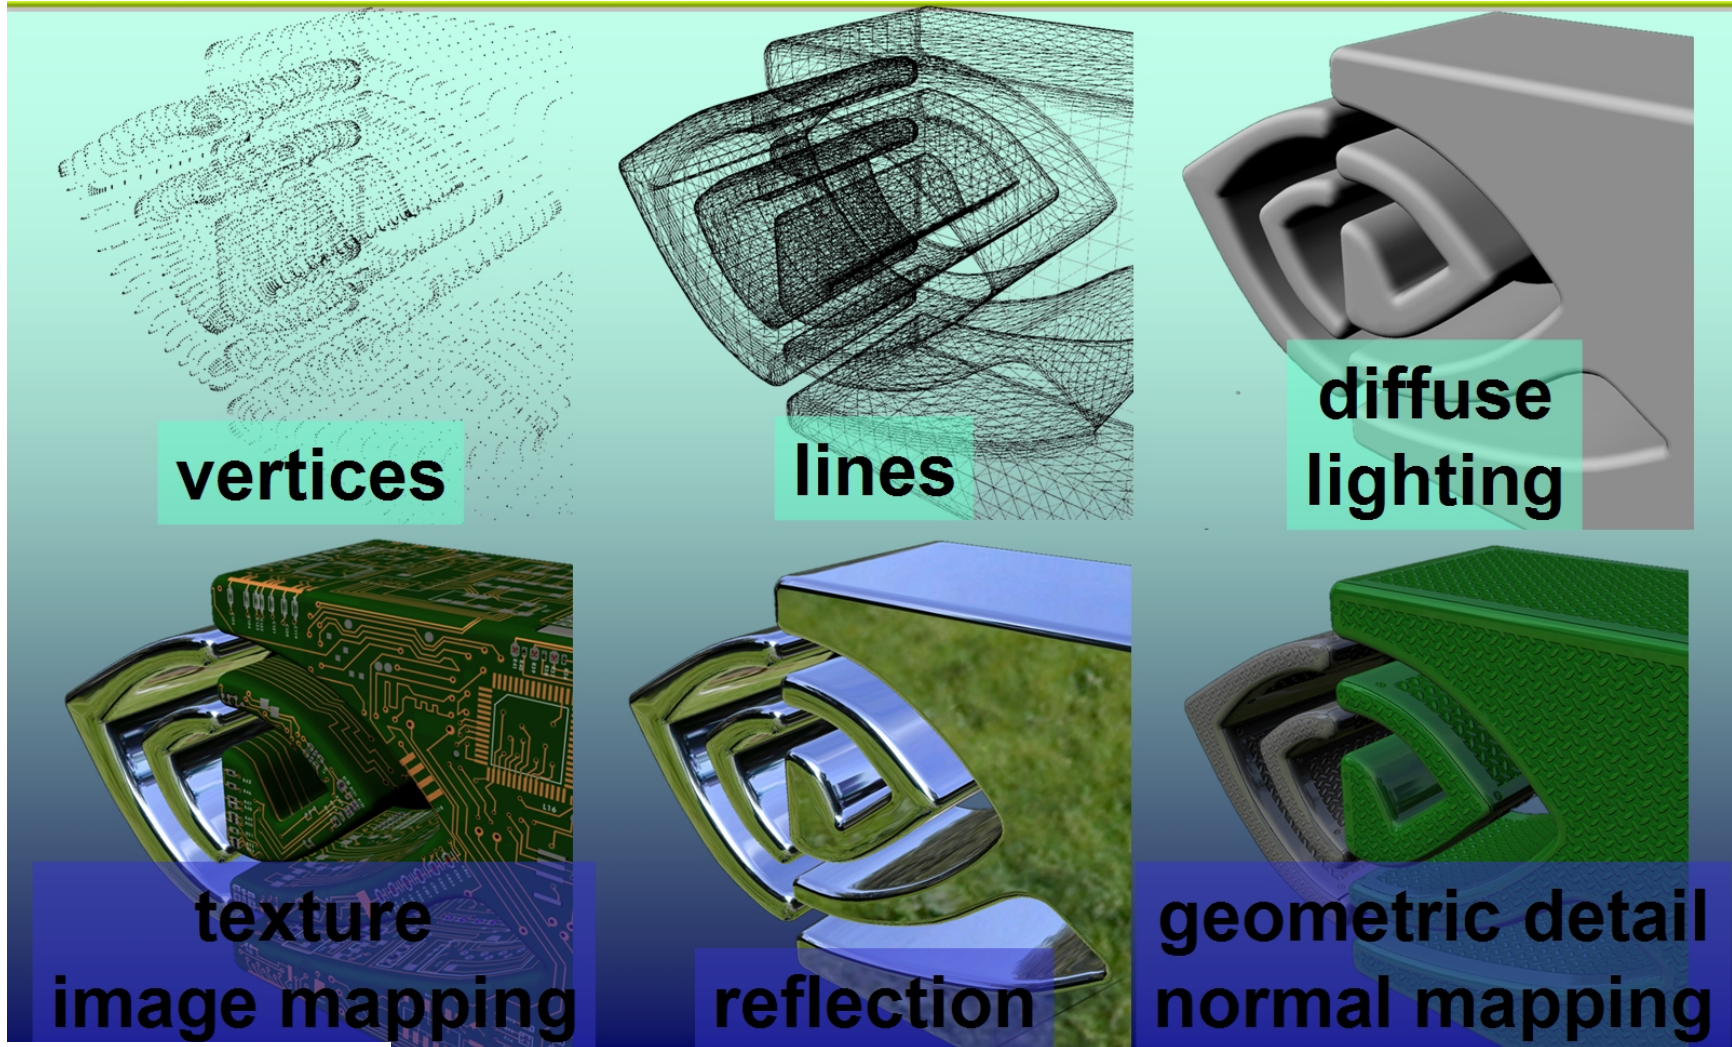 vertices
lines
diffuse
lighting
texture
image mapping
reflection
geometric detail
normal mapping